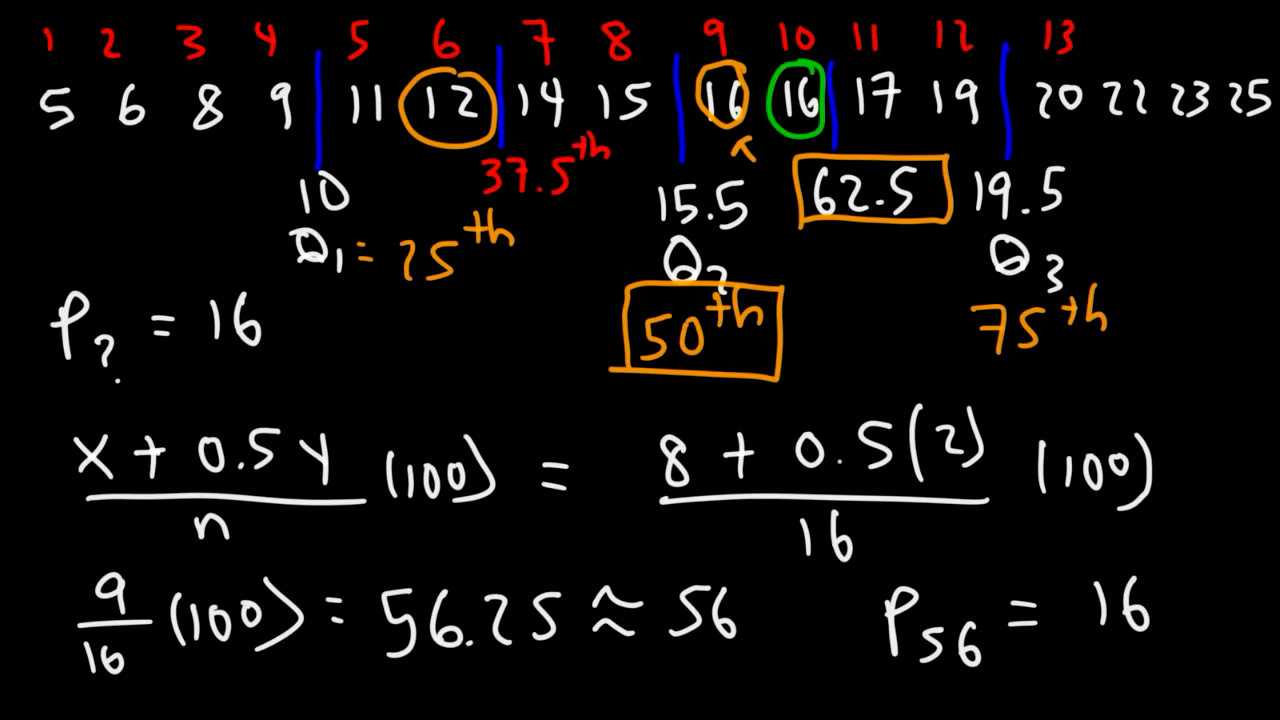 1 2 3 4 5 6 7 8 9 10 11 12 13
5 6 8 9 11 12 14 15 16 16 17 19 20 22 23 25
37.5th
10 15.5 62.5 19.5
Q1 = 25th Q2 Q3
50th 75th
P? = 16
x + 0.5y / n (100) = 8 + 0.5(2) / 16 (100)
9/16 (100) = 56.25 ≈ 56 P56 = 16